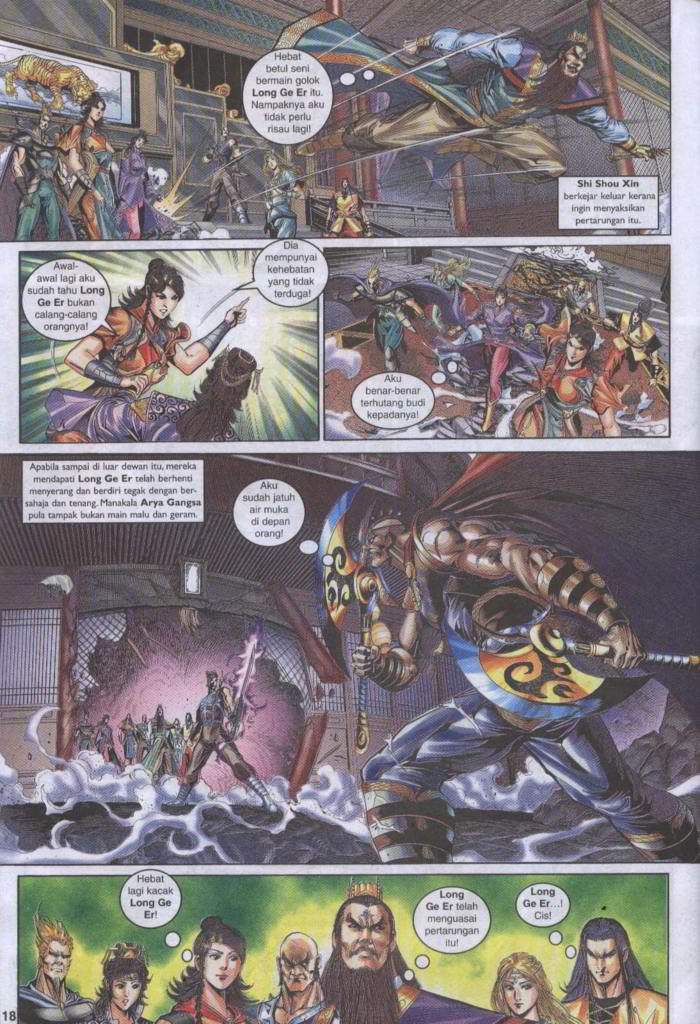 Hebat
betul seni
bermain golok
Long Ge Er itu.
Nampaknya aku
tidak perlu
risau lagi!
Shi Shou Xin
berkejar keluar kerana
ingin menyaksikan
pertarungan itu.
Awal-
awal lagi aku
sudah tahu Long
Ge Er bukan
calang-calang
orangnya!
Dia
mempunyai
kehebatan
yang tidak
terduga!
Aku
benar-benar
terhutang budi
kepadanya!
Apabila sampai di luar dewan itu, mereka
mendapati Long Ge Er telah berhenti
menyerang dan berdiri tegak dengan ber-
sahaja dan tenang. Manakala Arya Gangsa
pula tampak bukan main malu dan geram.
Aku
sudah jatuh
air muka
di depan
orang!
Hebat
lagi kacak
Long Ge
Er!
Long
Ge Er telah
menguasai
pertarungan
itu!
Long
Ge Er...!
Cis!
18